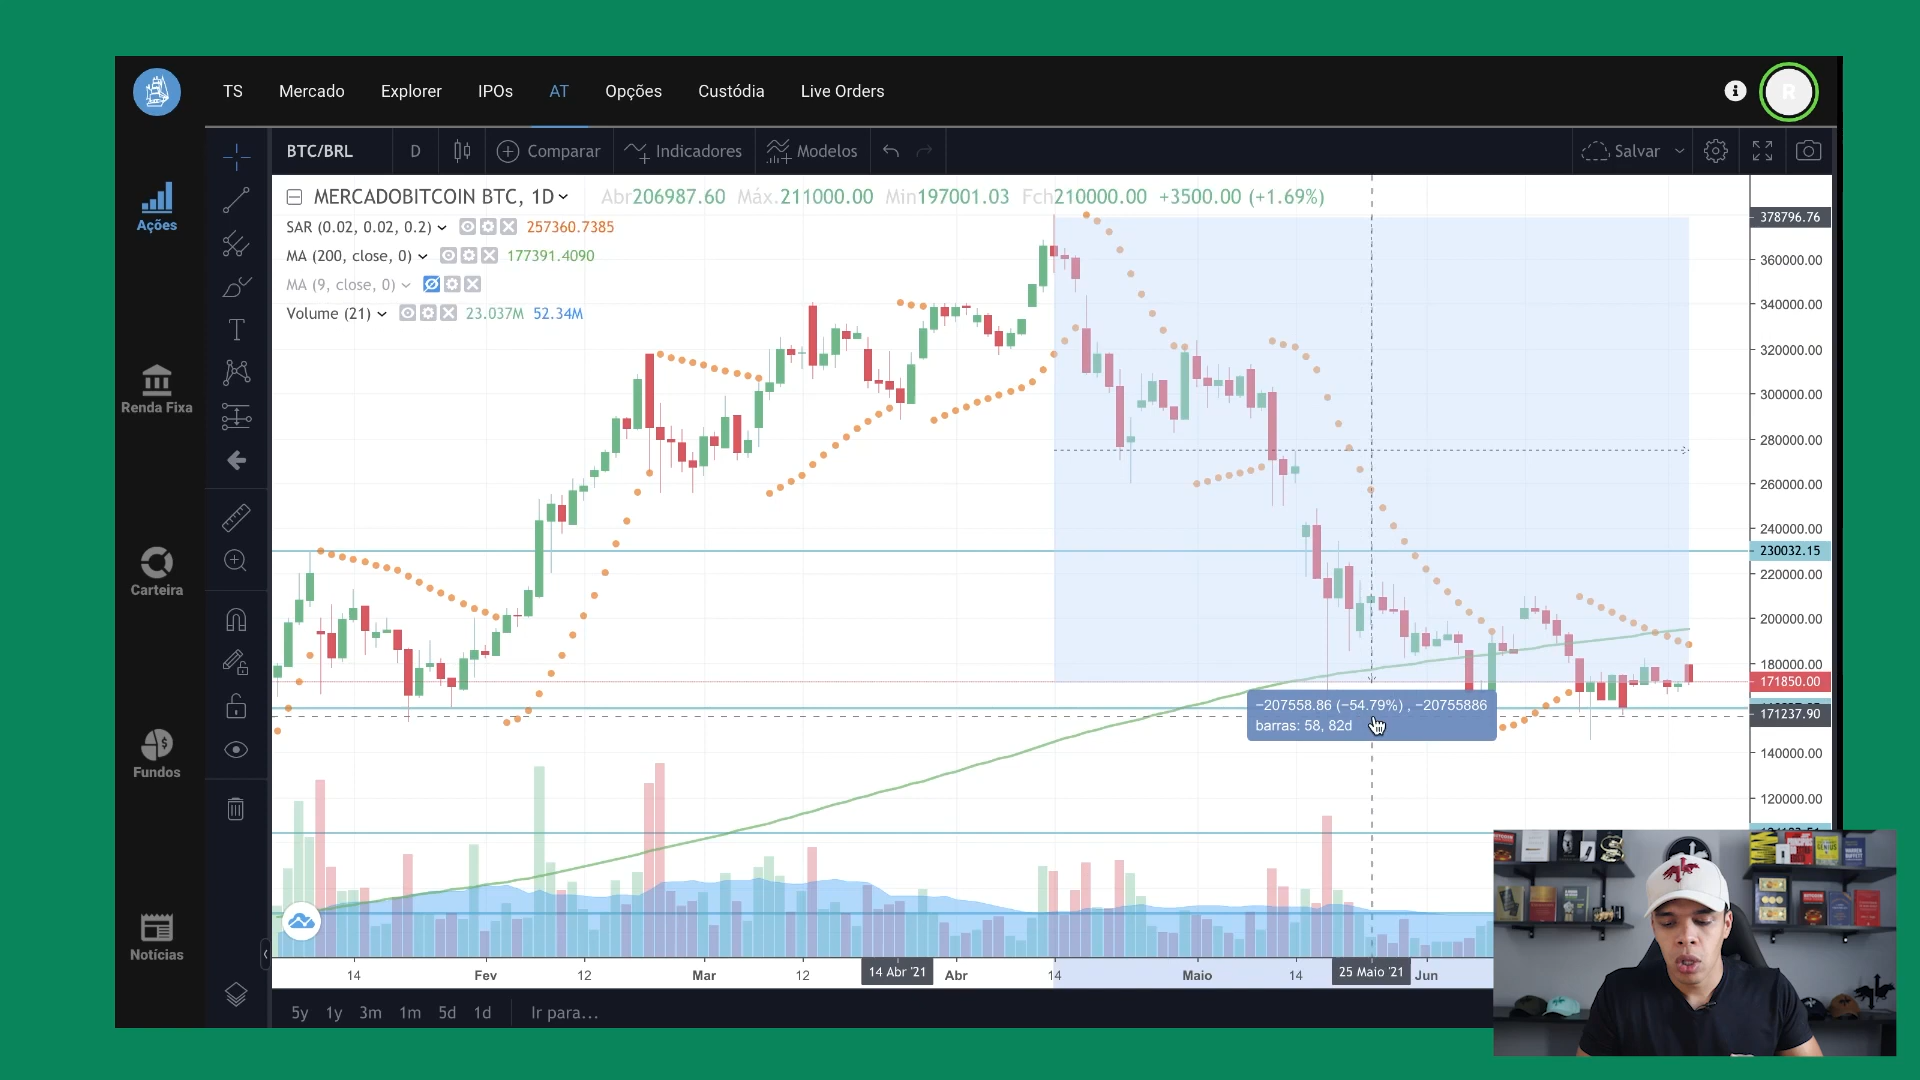 TS Mercado Explorer IPOs AT Opções Custódia Live Orders
R
BTC/BRL D Comparar Indicadores Modelos Salvar
MERCADOBITCOIN BTC, 1D Abr206987.60 Máx.211000.00 Min197001.03 Fch210000.00 +3500.00 (+1.69%)
SAR (0.02, 0.02, 0.2) 257360.7385
MA (200, close, 0) 177391.4090
MA (9, close, 0)
Volume (21) 23.037M 52.34M
Ações
Renda Fixa
Carteira
Fundos
Notícias
378796.76
360000.00
340000.00
320000.00
300000.00
280000.00
260000.00
240000.00
230032.15
220000.00
200000.00
180000.00
171850.00
171237.90
140000.00
120000.00
−207558.86 (−54.79%) , −20755886
barras: 58, 82d
14 Fev 12 Mar 12 14 Abr '21 Abr 14 Maio 14 25 Maio '21 Jun
5y 1y 3m 1m 5d 1d Ir para...